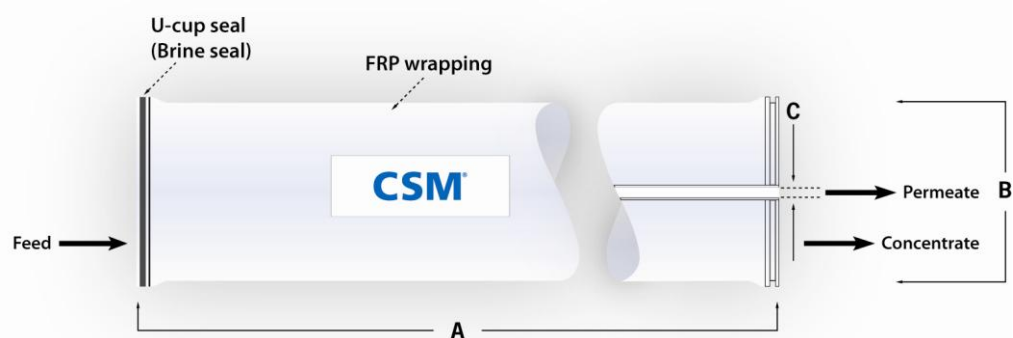 U-cup seal
(Brine seal)
FRP wrapping
C
CSM®
Permeate
B
Feed
Concentrate
A